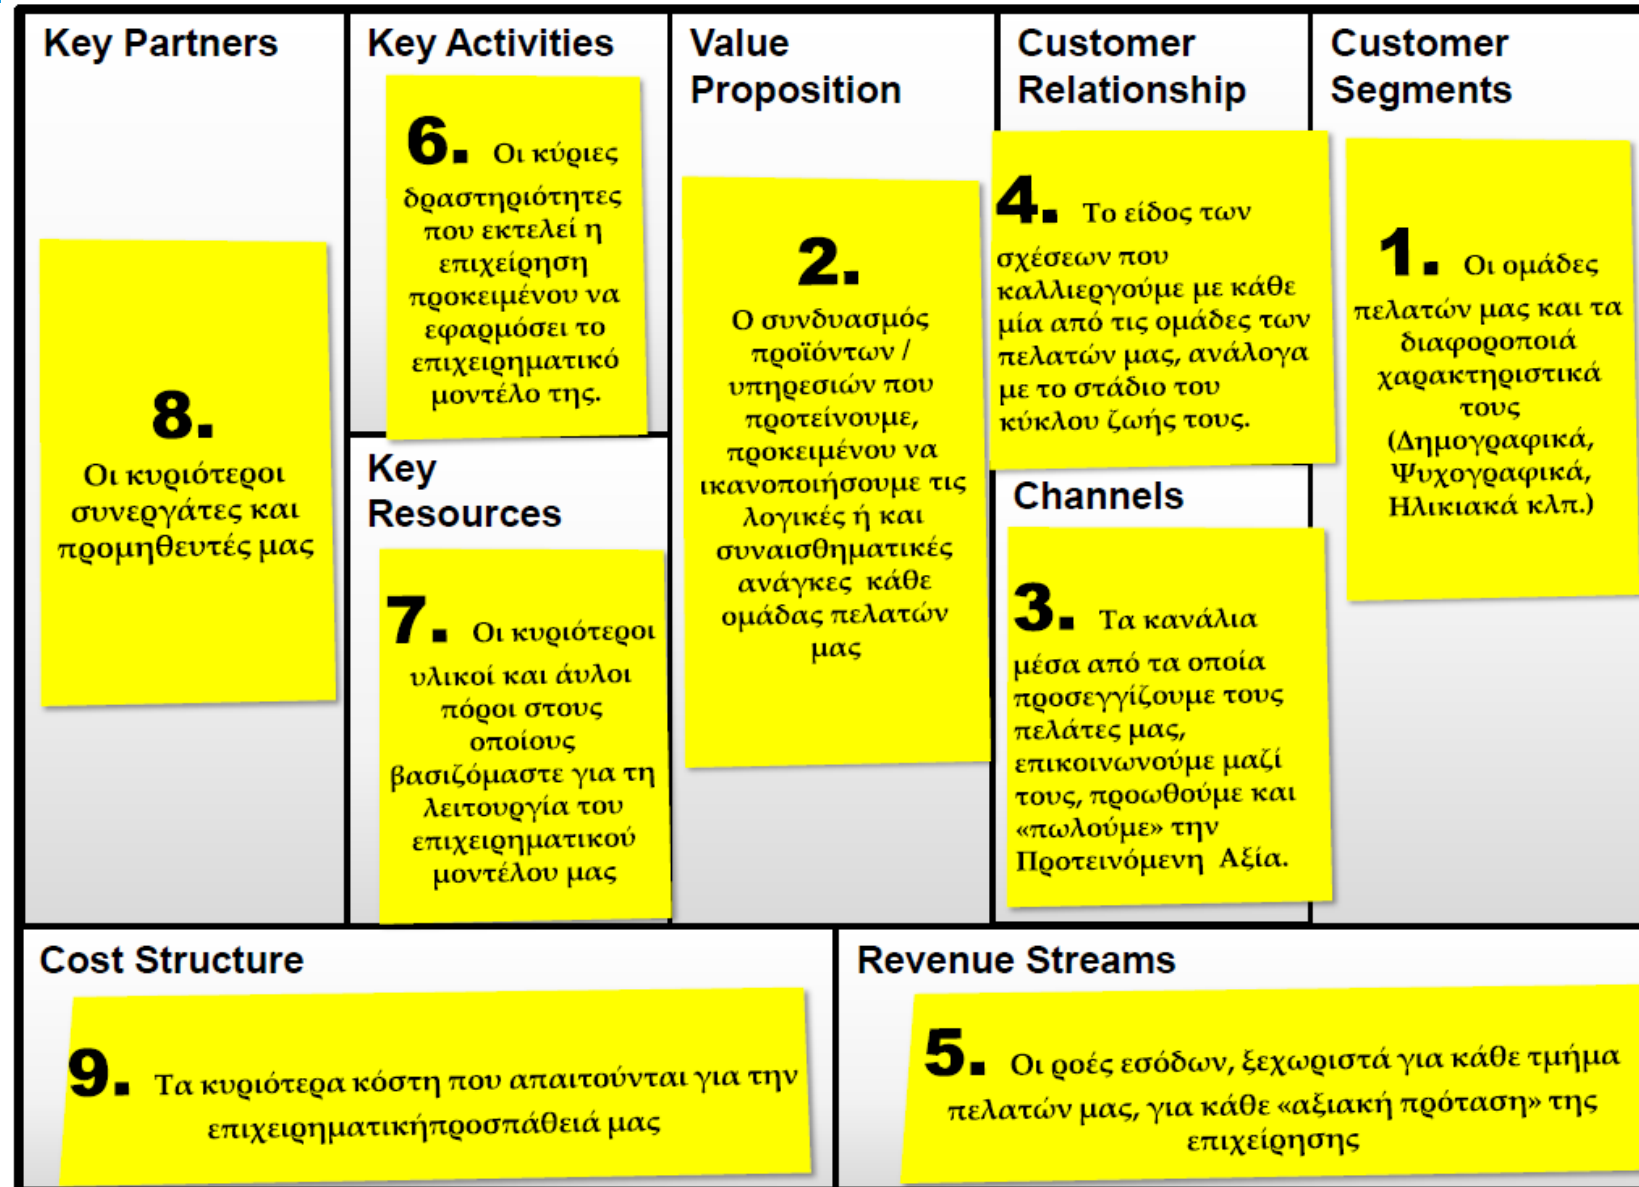 Key Partners
8.
Οι κυριότεροι
συνεργάτες και
προμηθευτές μας
Key Activities
6. Οι κύριες
δραστηριότητες
που εκτελεί η
επιχείρηση
προκειμένου να
εφαρμόσει το
επιχειρηματικό
μοντέλο της.
Key
Resources
7. Οι κυριότεροι
υλικοί και άυλοι
πόροι στους
οποίους
βασιζόμαστε για τη
λειτουργία του
επιχειρηματικού
μοντέλου μας
Value
Proposition
2.
Ο συνδυασμός
προϊόντων /
υπηρεσιών που
προτείνουμε,
προκειμένου να
ικανοποιήσουμε τις
λογικές ή και
συναισθηματικές
ανάγκες κάθε
ομάδας πελατών
μας
Customer
Relationship
4. Το είδος των
σχέσεων που
καλλιεργούμε με κάθε
μία από τις ομάδες των
πελατών μας, ανάλογα
με το στάδιο του
κύκλου ζωής τους.
Channels
3. Τα κανάλια
μέσα από τα οποία
προσεγγίζουμε τους
πελάτες μας,
επικοινωνούμε μαζί
τους, προωθούμε και
«πωλούμε» την
Προτεινόμενη Αξία.
Customer
Segments
1. Οι ομάδες
πελατών μας και τα
διαφοροποιά
χαρακτηριστικά
τους
(Δημογραφικά,
Ψυχογραφικά,
Ηλικιακά κλπ.)
Cost Structure
9. Τα κυριότερα κόστη που απαιτούνται για την
επιχειρηματικήπροσπάθειά μας
Revenue Streams
5. Οι ροές εσόδων, ξεχωριστά για κάθε τμήμα
πελατών μας, για κάθε «αξιακή πρόταση» της
επιχείρησης